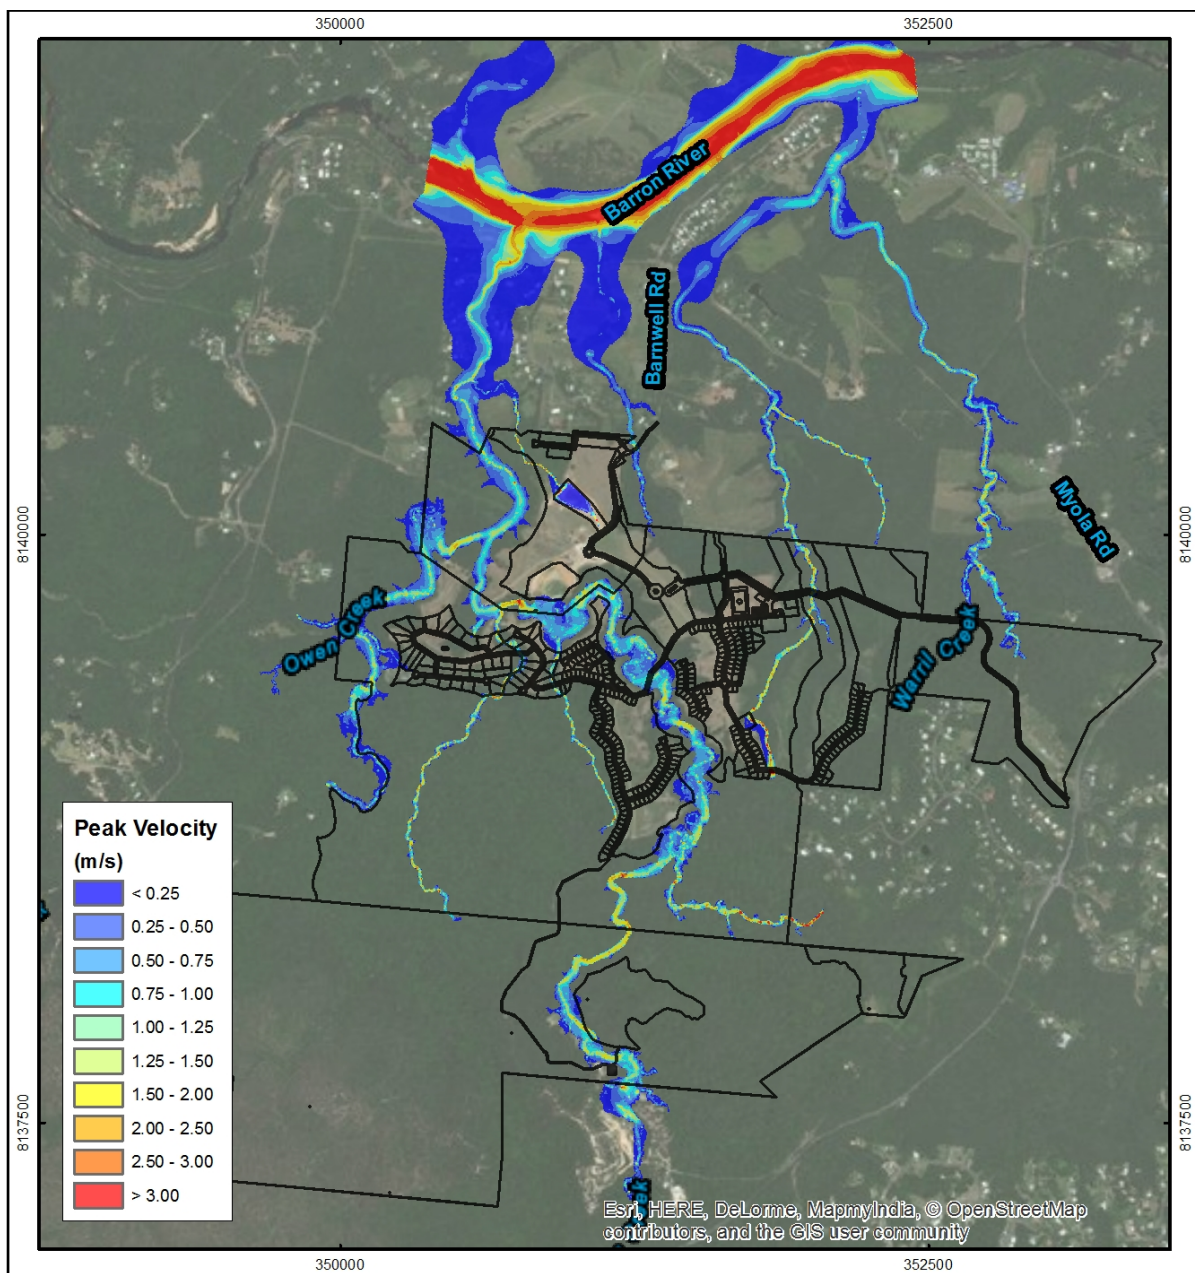 350000
352500
Barron River
Barnwell Rd
8140000
Myola Rd
8140000
Owen Creek
Warril Creek
Peak Velocity
(m/s)
< 0.25
0.25 - 0.50
0.50 - 0.75
0.75 - 1.00
1.00 - 1.25
1.25 - 1.50
1.50 - 2.00
2.00 - 2.50
2.50 - 3.00
> 3.00
8137500
8137500
Esri, HERE, DeLorme, MapmyIndia, © OpenStreetMap
contributors, and the GIS user community
350000
352500